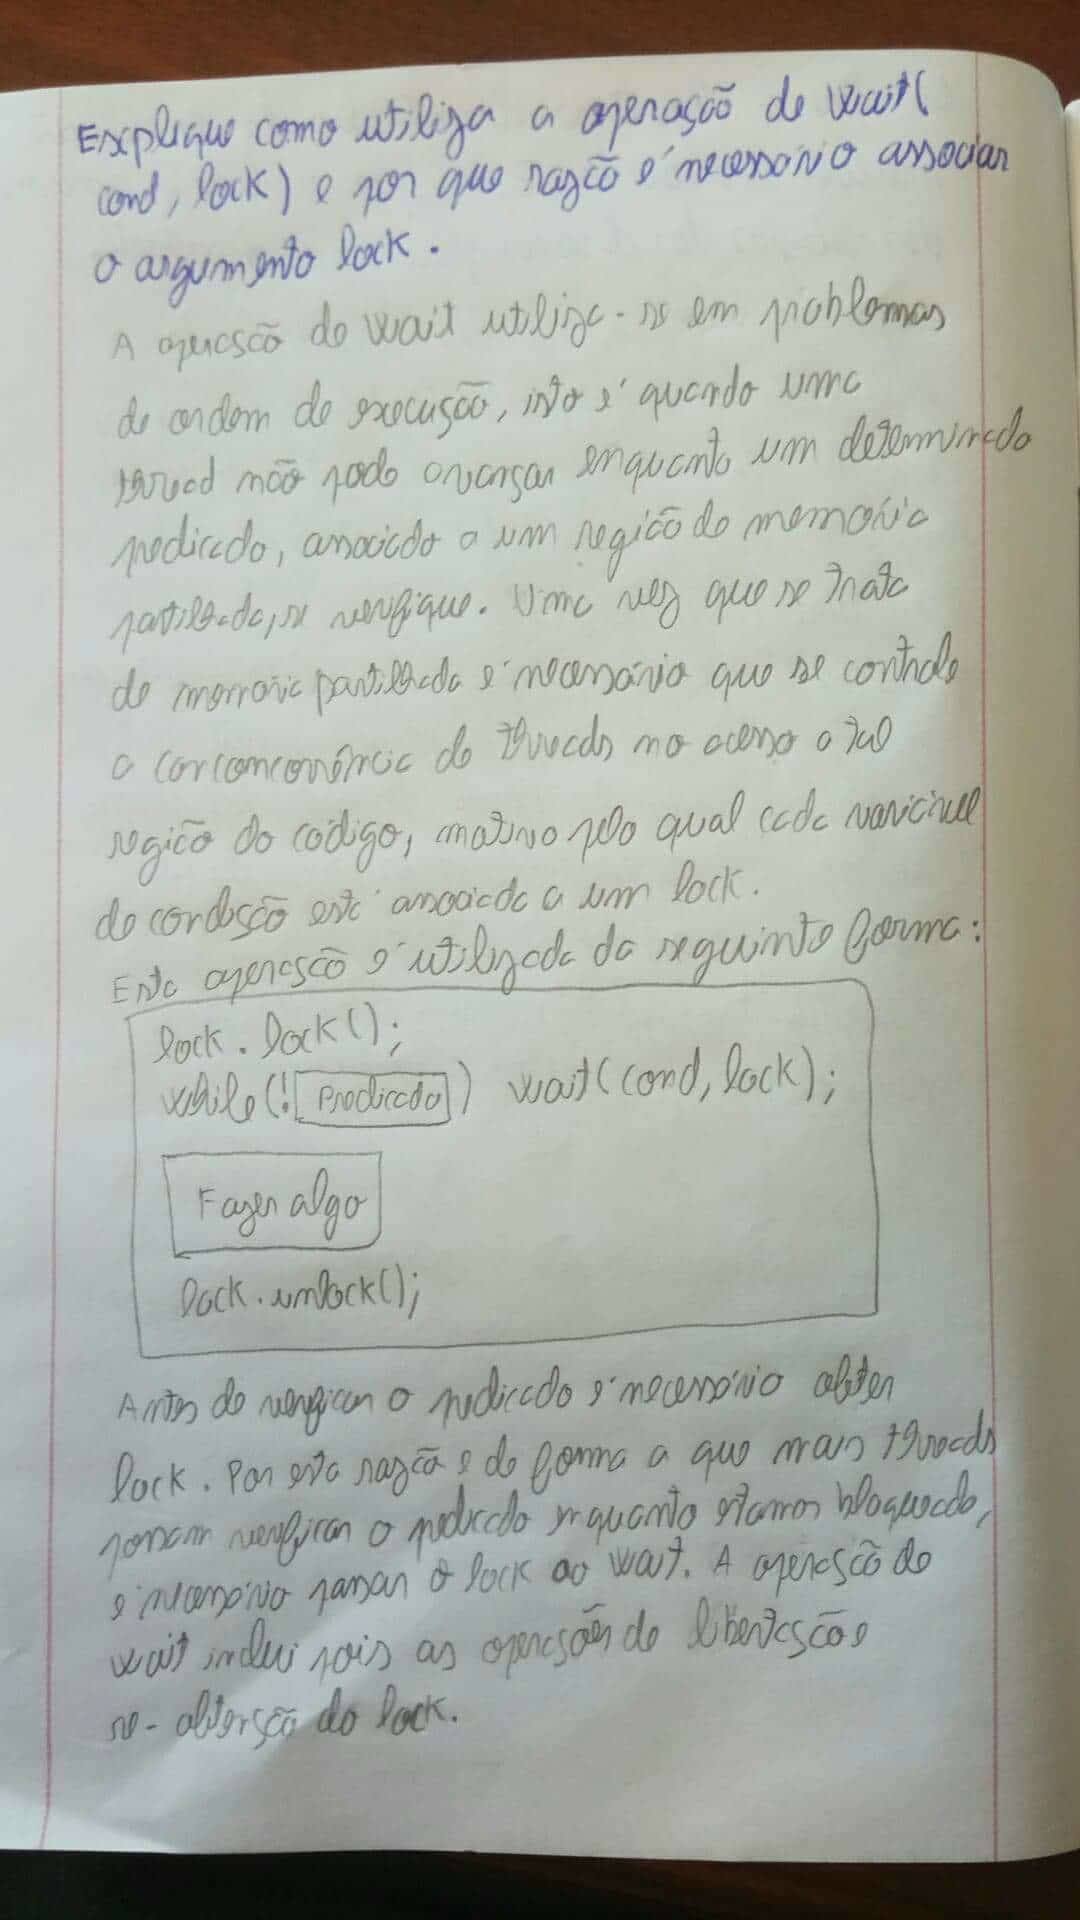 Explique como utiliza a operação de wait(
cond, lock) e por que razão é necessário associar
o argumento lock.
A operação de wait utiliza-se em problemas
de ordem de execução, isto é quando uma
thread não pode avançar enquanto um determinado
predicado, associado a um região de memória
partilhada, se verifique. Uma vez que se trata
de memória partilhada é necessário que se controle
a corconcorrência de threads no acesso a tal
região do código, motivo pelo qual cada variável
de condição está associada a um lock.
Esta operação é utilizada da seguinte forma:
lock.lock();
while(! Predicado) wait(cond, lock);
Fazer algo
lock.unlock();
Antes de verificar o predicado é necessário obter
lock. Por esta razão e de forma a que mais threads
possam verificar o predicado enquanto estamos bloqueado,
é necessário passar o lock ao wait. A operação de
wait inclui pois as operações de libertação e
re-obtenção do lock.